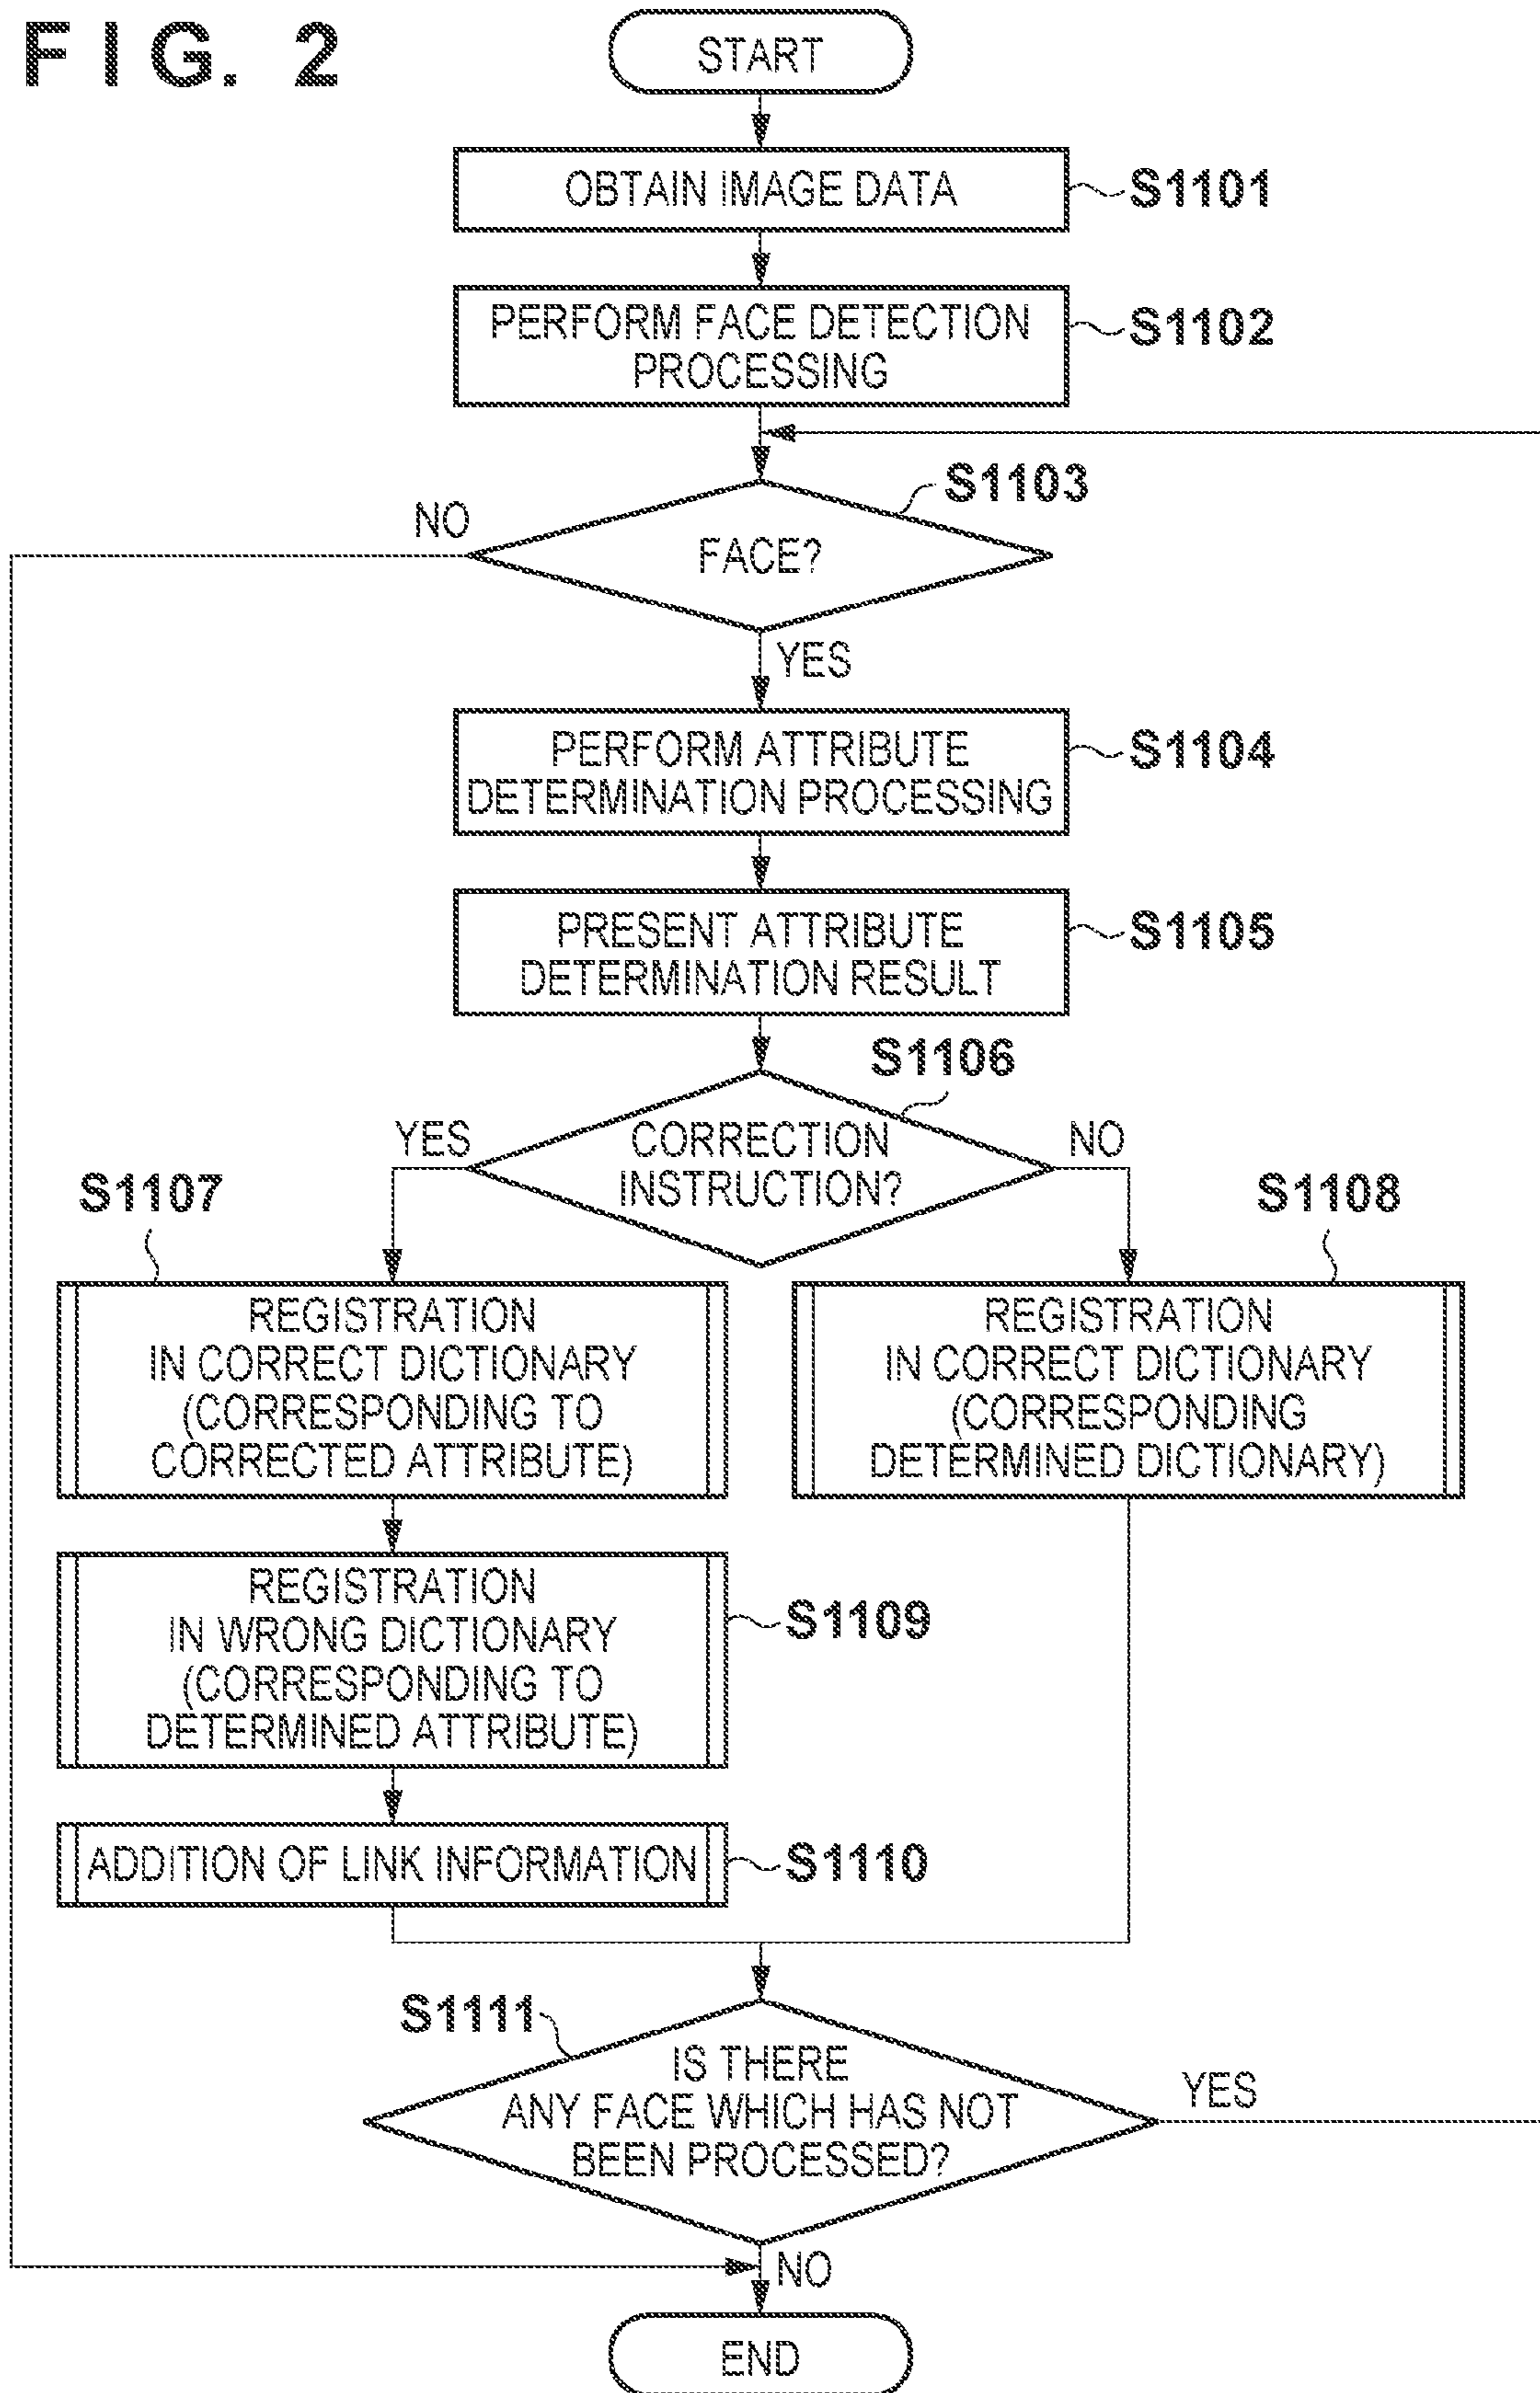 FIG. 2
START
OBTAIN IMAGE DATA
S1101
PERFORM FACE DETECTION
PROCESSING
S1102
S1103
NO
FACE?
YES
PERFORM ATTRIBUTE
DETERMINATION PROCESSING
S1104
PRESENT ATTRIBUTE
DETERMINATION RESULT
S1105
S1106
YES
CORRECTION
INSTRUCTION?
NO
S1107
S1108
REGISTRATION
IN CORRECT DICTIONARY
(CORRESPONDING TO
CORRECTED ATTRIBUTE)
REGISTRATION
IN CORRECT DICTIONARY
(CORRESPONDING
DETERMINED DICTIONARY)
REGISTRATION
IN WRONG DICTIONARY
(CORRESPONDING TO
DETERMINED ATTRIBUTE)
S1109
ADDITION OF LINK INFORMATION
S1110
S1111
IS THERE
ANY FACE WHICH HAS NOT
BEEN PROCESSED?
YES
NO
END